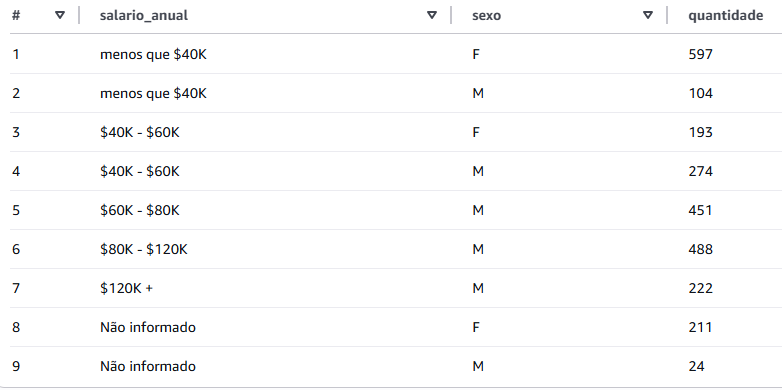 # salario_anual sexo quantidade
1 menos que $40K F 597
2 menos que $40K M 104
3 $40K - $60K F 193
4 $40K - $60K M 274
5 $60K - $80K M 451
6 $80K - $120K M 488
7 $120K + M 222
8 Não informado F 211
9 Não informado M 24